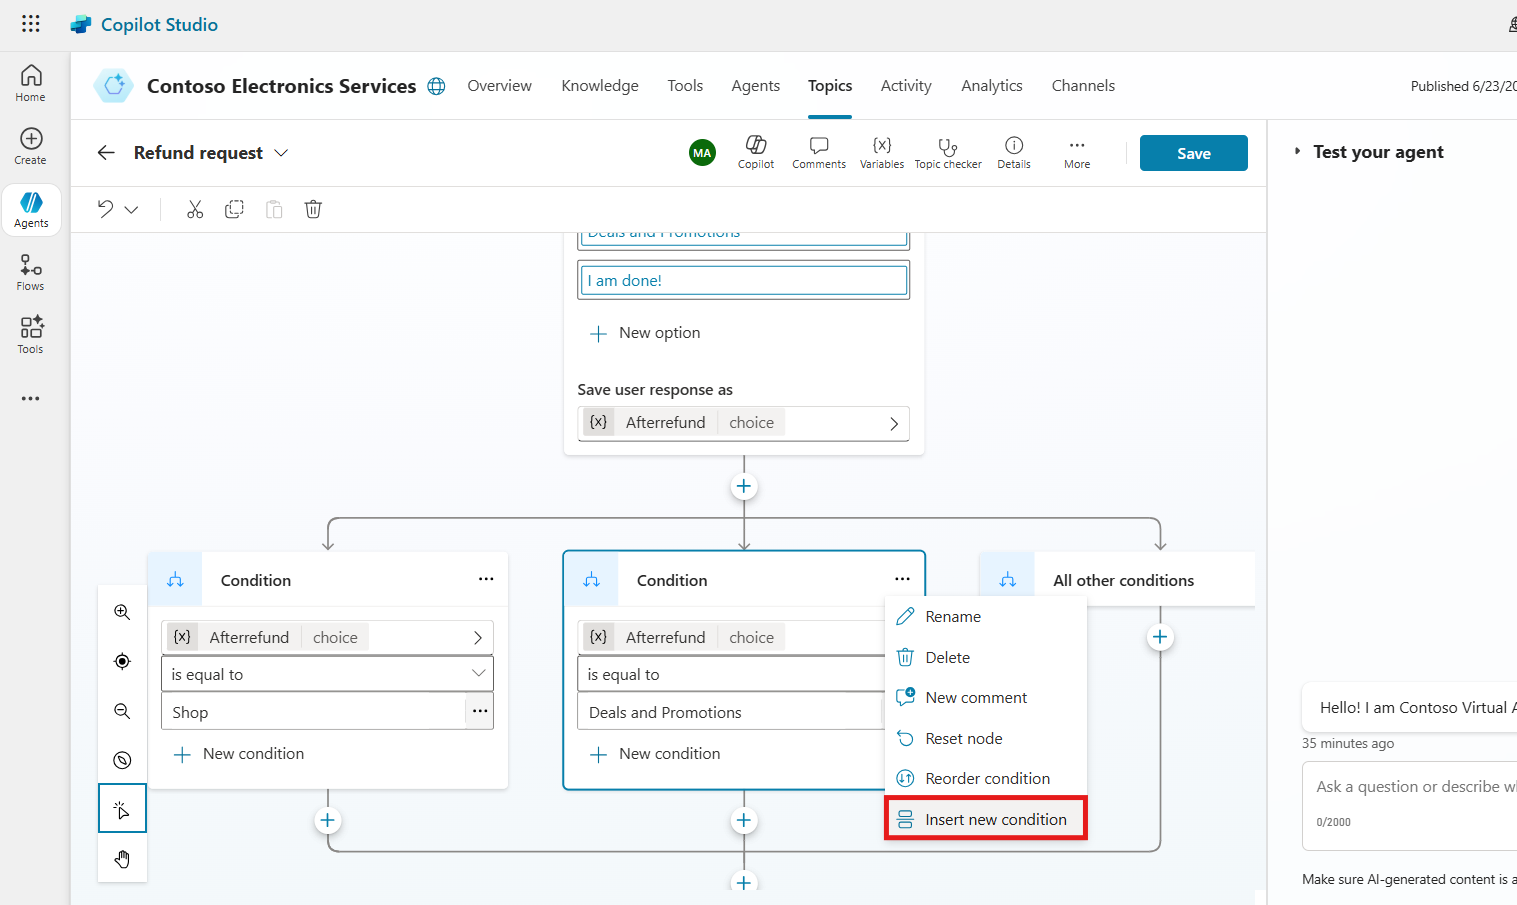 Copilot Studio
Home
Create
Agents
Flows
Tools
Contoso Electronics Services
Overview
Knowledge
Tools
Agents
Topics
Activity
Analytics
Channels
Published 6/23/20
Refund request
MA
Copilot
Comments
{x}
Variables
Topic checker
Details
More
Save
Test your agent
Deals and Promotions
I am done!
New option
Save user response as
{x} Afterrefund choice
Condition
{x} Afterrefund choice
is equal to
Shop
New condition
Condition
{x} Afterrefund choice
is equal to
Deals and Promotions
New condition
All other conditions
Rename
Delete
New comment
Reset node
Reorder condition
Insert new condition
Hello! I am Contoso Virtual A
35 minutes ago
Ask a question or describe wh
0/2000
Make sure AI-generated content is a